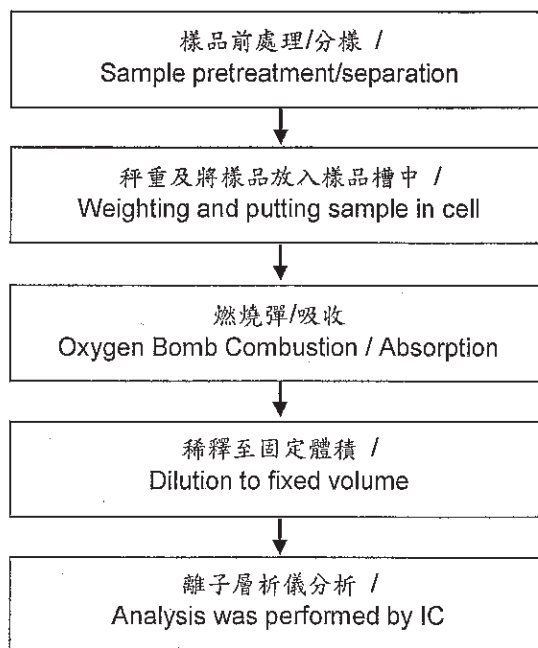 樣品前處理/分樣 /
Sample pretreatment/separation
秤重及將樣品放入樣品槽中 /
Weighting and putting sample in cell
燃燒彈/吸收
Oxygen Bomb Combustion / Absorption
稀釋至固定體積 /
Dilution to fixed volume
離子層析儀分析 /
Analysis was performed by IC